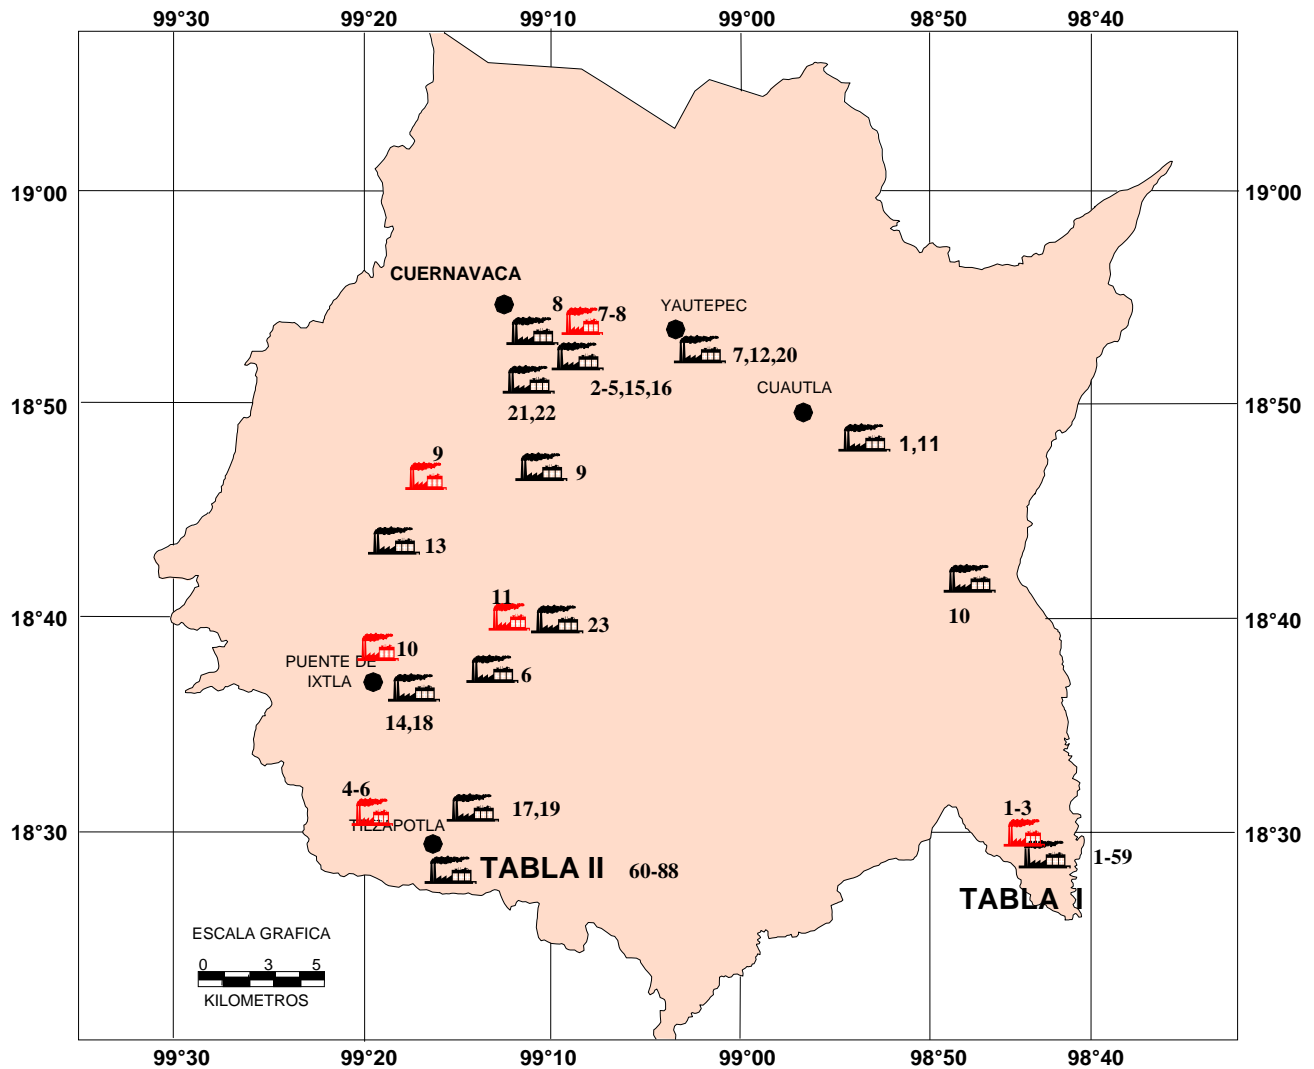 99°30 99°20 99°10 99°00 98°50 98°40
19°00 19°00
CUERNAVACA
8 7-8 YAUTEPEC
7,12,20
2-5,15,16 CUAUTLA
18°50 21,22 18°50
1,11
9 9
13
11 10
18°40 23 18°40
10
PUENTE DE
IXTLA 6
14,18
4-6 17,19 1-3
18°30 TILZAPOTLA 18°30
1-59
TABLA II 60-88
TABLA I
ESCALA GRAFICA
0 3 5
KILOMETROS
99°30 99°20 99°10 99°00 98°50 98°40